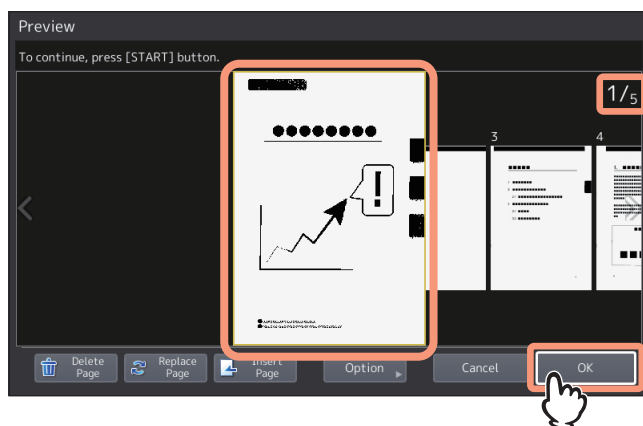 Preview
To continue, press [START] button.
1/5
3
4
!
Delete
Page
Replace
Page
Insert
Page
Option
Cancel
OK